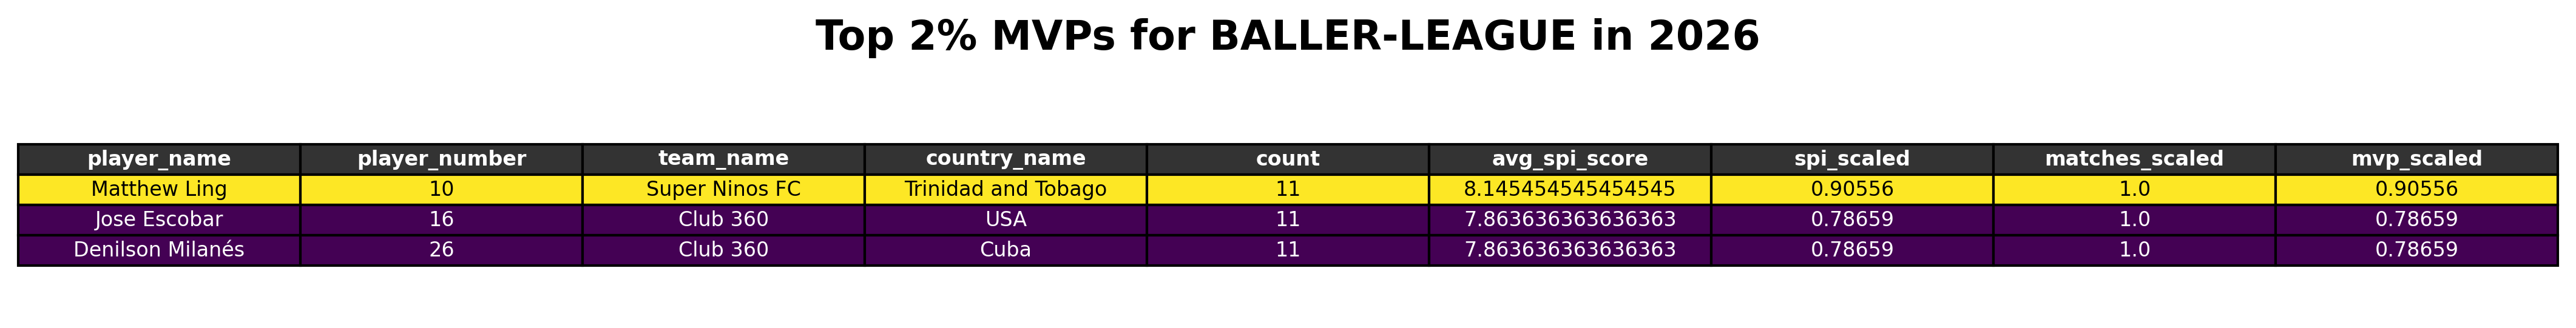 Top 2% MVPs for BALLER-LEAGUE in 2026
player_name player_number team_name country_name count avg_spi_score spi_scaled matches_scaled mvp_scaled
Matthew Ling 10 Super Ninos FC Trinidad and Tobago 11 8.145454545454545 0.90556 1.0 0.90556
Jose Escobar 16 Club 360 USA 11 7.863636363636363 0.78659 1.0 0.78659
Denilson Milanés 26 Club 360 Cuba 11 7.863636363636363 0.78659 1.0 0.78659